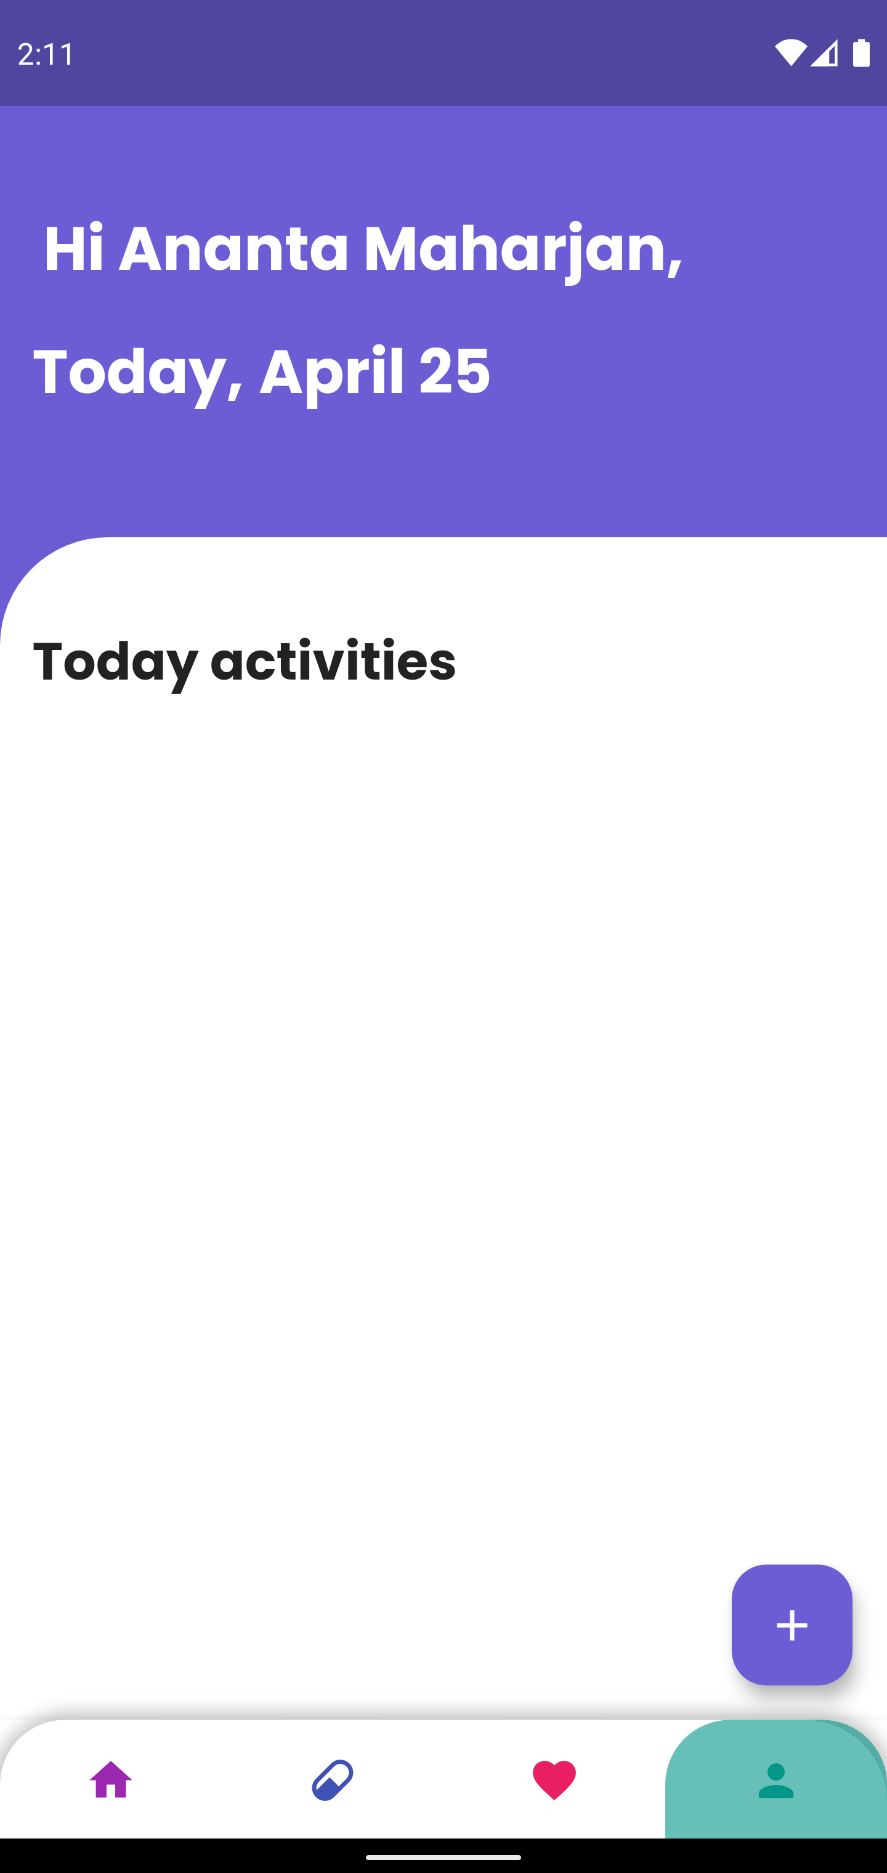 2:11
Hi Ananta Maharjan,
Today, April 25
Today activities